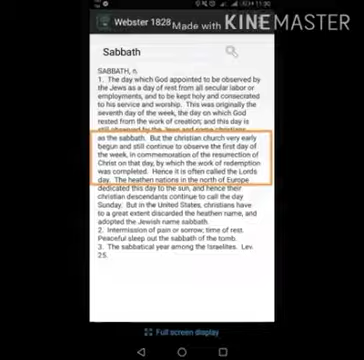 11:00
Webster 1828
Made with KINEMASTER
Sabbath
SABBATH, n.
1. The day which God appointed to be observed by
the Jews as a day of rest from all secular labor or
employments, and to be kept holy and consecrated
to his service and worship. This was originally the
seventh day of the week, the day on which God
rested from the work of creation; and this day is
still observed by the Jews and some christians
as the sabbath. But the christian church very early
begun and still continue to observe the first day of
the week, in commemoration of the resurrection of
Christ on that day, by which the work of redemption
was completed. Hence it is often called the Lords
day. The heathen nations in the north of Europe
dedicated this day to the sun, and hence their
christian descendants continue to call the day
Sunday. But in the United States, christians have
to a great extent discarded the heathen name, and
adopted the Jewish name sabbath.
2. Intermission of pain or sorrow; time of rest.
Peaceful sleep out the sabbath of the tomb.
3. The sabbatical year among the Israelites. Lev.
25.
Full screen display